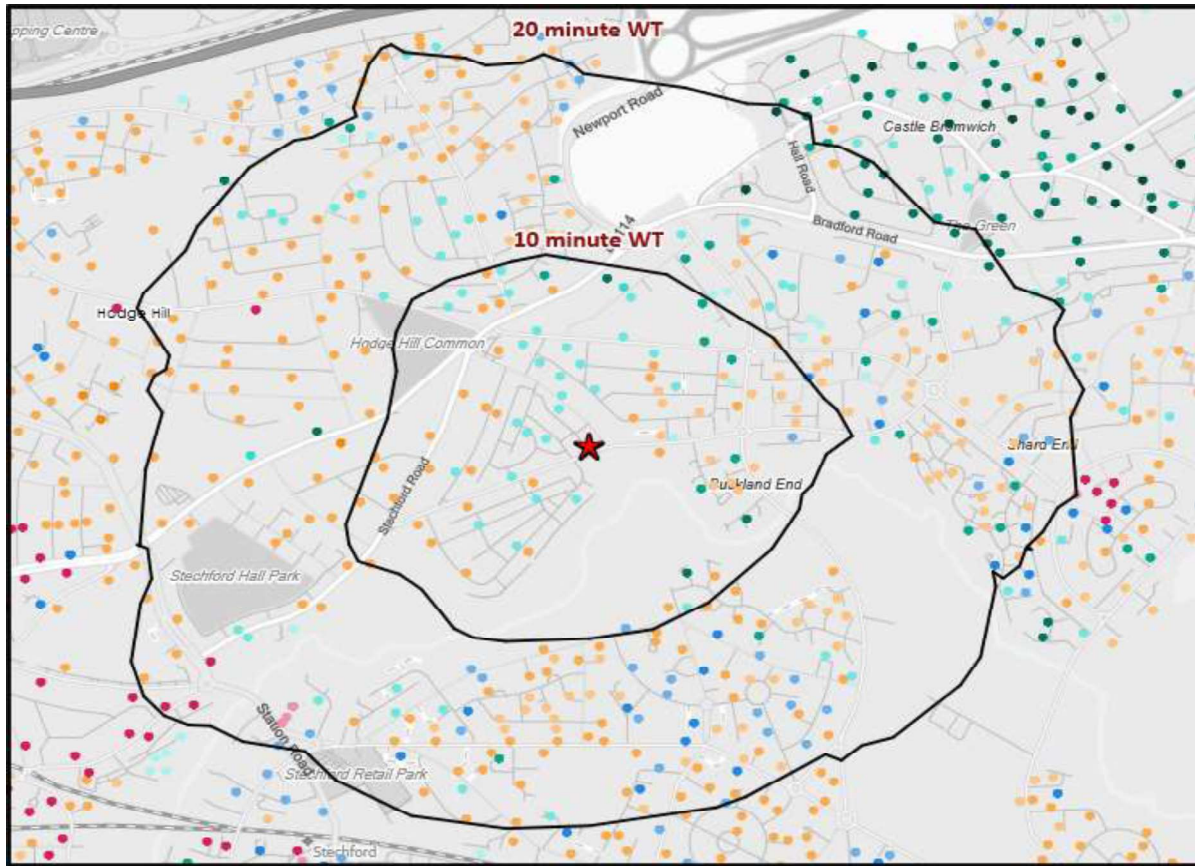 pping Centre
20 minute WT
Newport Road
Castle Bromwich
Hall Road
The Green
Bradford Road
10 minute WT
Hodge Hill
Hodge Hill Common
Shard End
Buckland End
Stechford Road
Stechford Hall Park
Station Road
Stechford Retail Park
Stechford